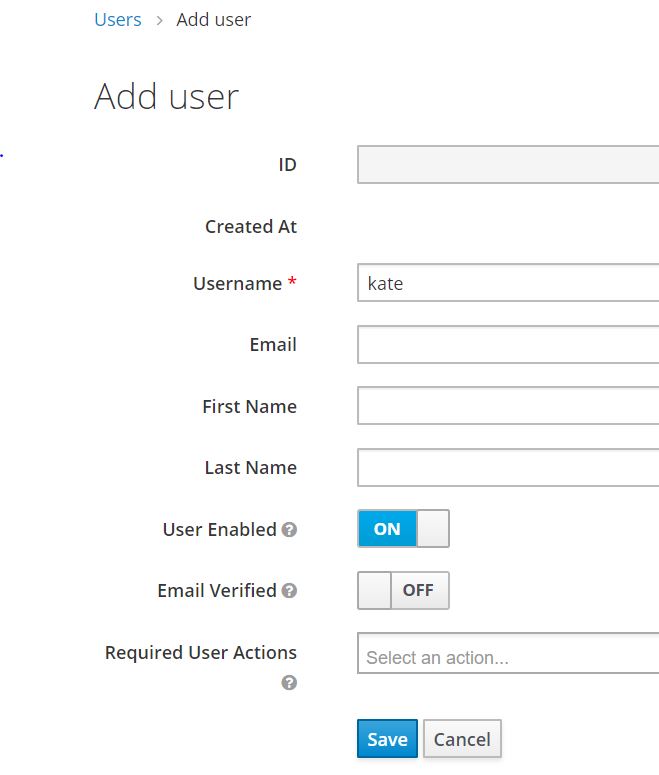 Users > Add user
Add user
ID
Created At
Username * kate
Email
First Name
Last Name
User Enabled ? ON
Email Verified ? OFF
Required User Actions Select an action...
?
Save Cancel